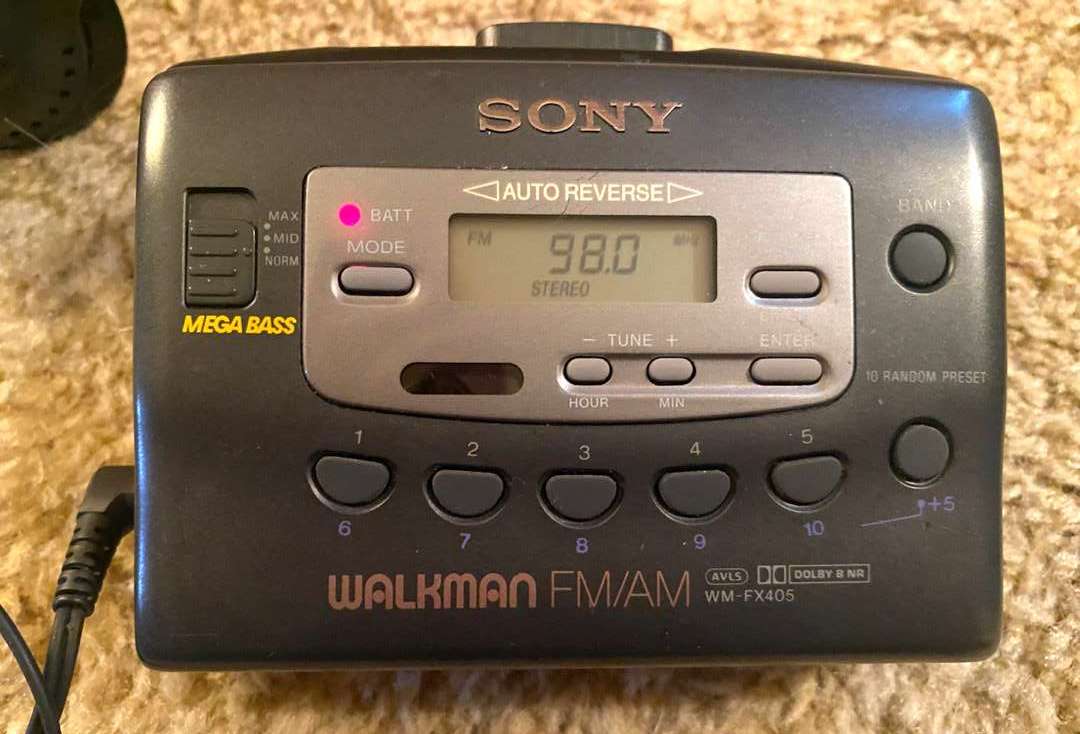 SONY
◁AUTO REVERSE▷
BATT
MODE
FM 98.0 MHz
STEREO
BAND
MAX
MID
NORM
MEGA BASS
− TUNE +
ENTER
HOUR MIN
10 RANDOM PRESET
1 2 3 4 5
6 7 8 9 10
+5
WALKMAN FM/AM
AVLS DOLBY B NR
WM-FX405